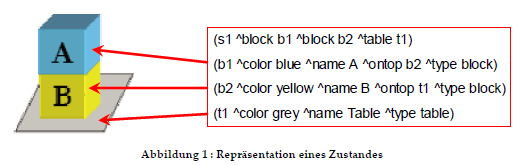 A
B
(s1 ^block b1 ^block b2 ^table t1)
(b1 ^color blue ^name A ^ontop b2 ^type block)
(b2 ^color yellow ^name B ^ontop t1 ^type block)
(t1 ^color grey ^name Table ^type table)
Abbildung 1: Repräsentation eines Zustandes